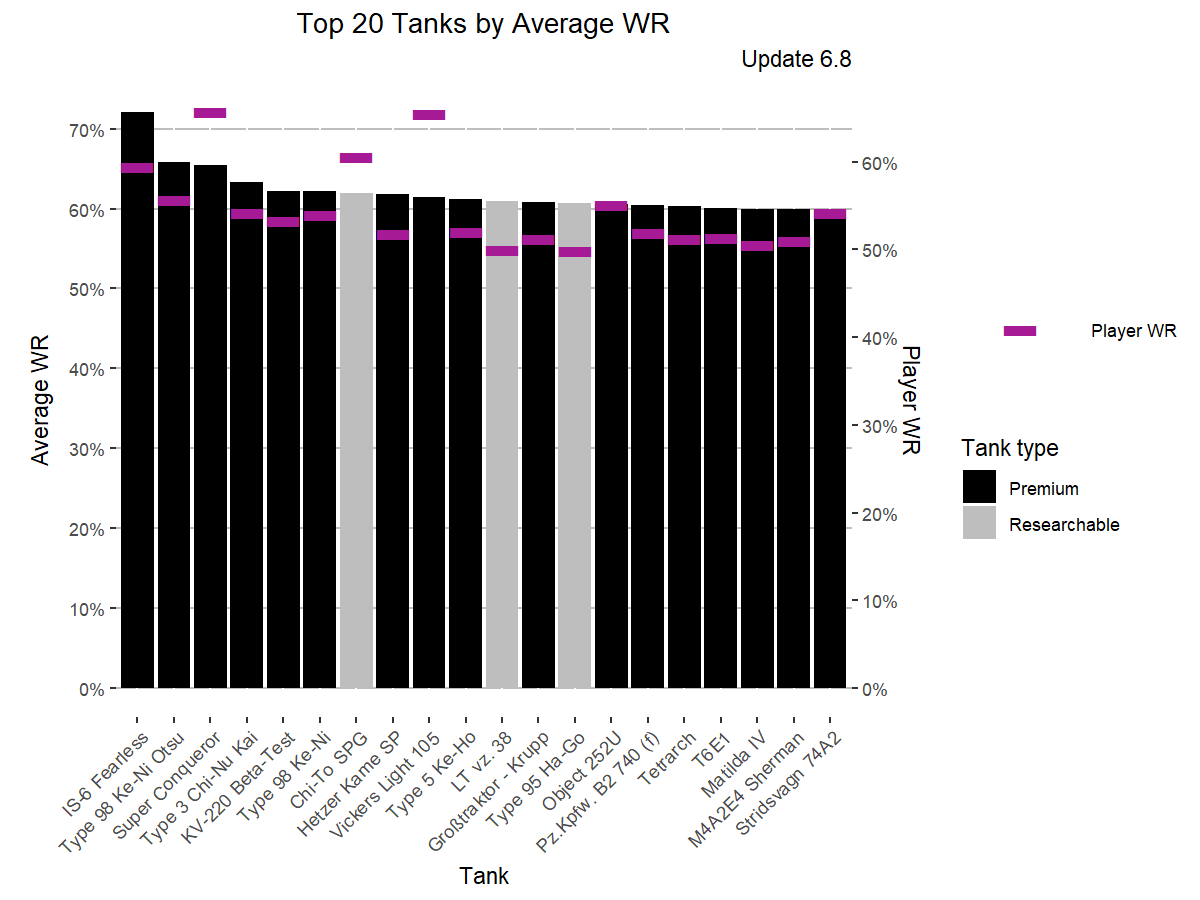 Top 20 Tanks by Average WR
Update 6.8
70%
60%
50%
40%
30%
20%
10%
0%
Average WR
60%
50%
40%
30%
20%
10%
0%
Player WR
Player WR
Tank type
Premium
Researchable
IS-6 Fearless
Type 98 Ke-Ni Otsu
Super Conqueror
Type 3 Chi-Nu Kai
KV-220 Beta-Test
Type 98 Ke-Ni
Chi-To SPG
Hetzer Kame SP
Vickers Light 105
Type 5 Ke-Ho
LT vz. 38
Großtraktor - Krupp
Type 95 Ha-Go
Object 252U
Pz.Kpfw. B2 740 (f)
Tetrarch
T6E1
Matilda IV
M4A2E4 Sherman
Stridsvagn 74A2
Tank